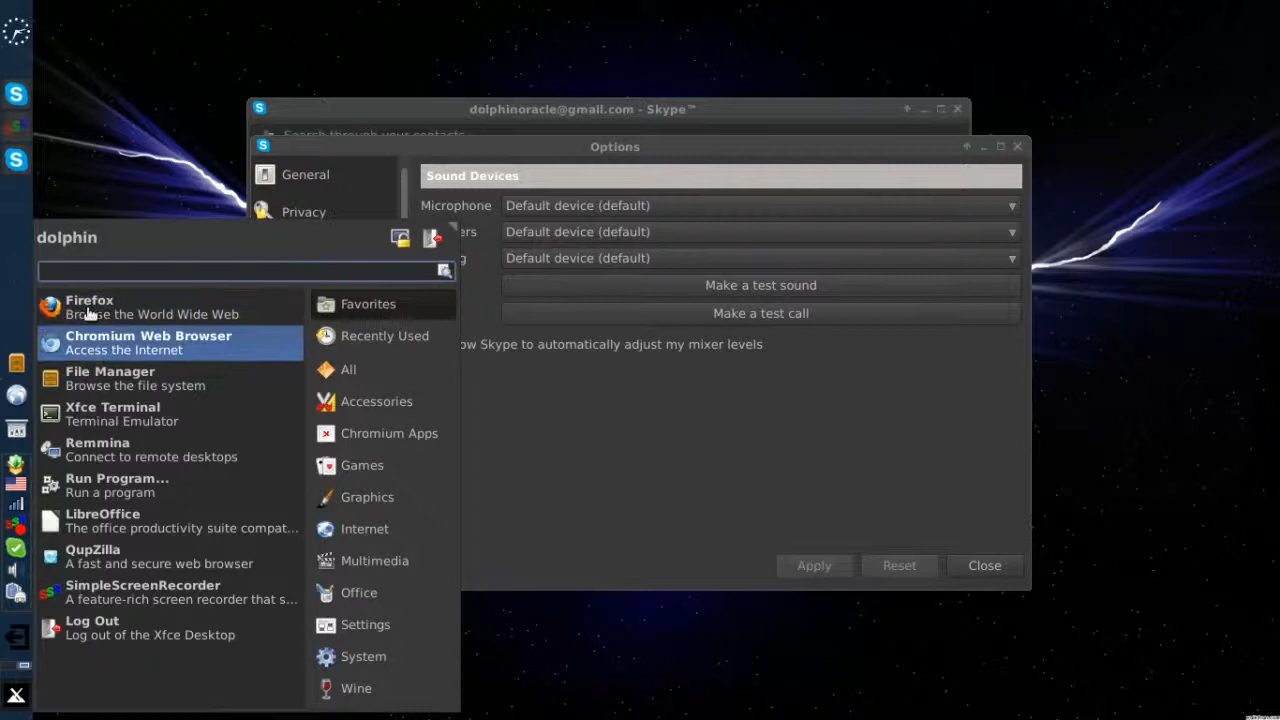 dolphinoracle@gmail.com - Skype™
Search through your contacts
Options
General
Privacy
Sound Devices
Microphone
Default device (default)
ers
Default device (default)
g
Default device (default)
Make a test sound
Make a test call
ow Skype to automatically adjust my mixer levels
Apply
Reset
Close
dolphin
Firefox
Browse the World Wide Web
Chromium Web Browser
Access the Internet
File Manager
Browse the file system
Xfce Terminal
Terminal Emulator
Remmina
Connect to remote desktops
Run Program...
Run a program
LibreOffice
The office productivity suite compat...
QupZilla
A fast and secure web browser
SimpleScreenRecorder
A feature-rich screen recorder that s...
Log Out
Log out of the Xfce Desktop
Favorites
Recently Used
All
Accessories
Chromium Apps
Games
Graphics
Internet
Multimedia
Office
Settings
System
Wine